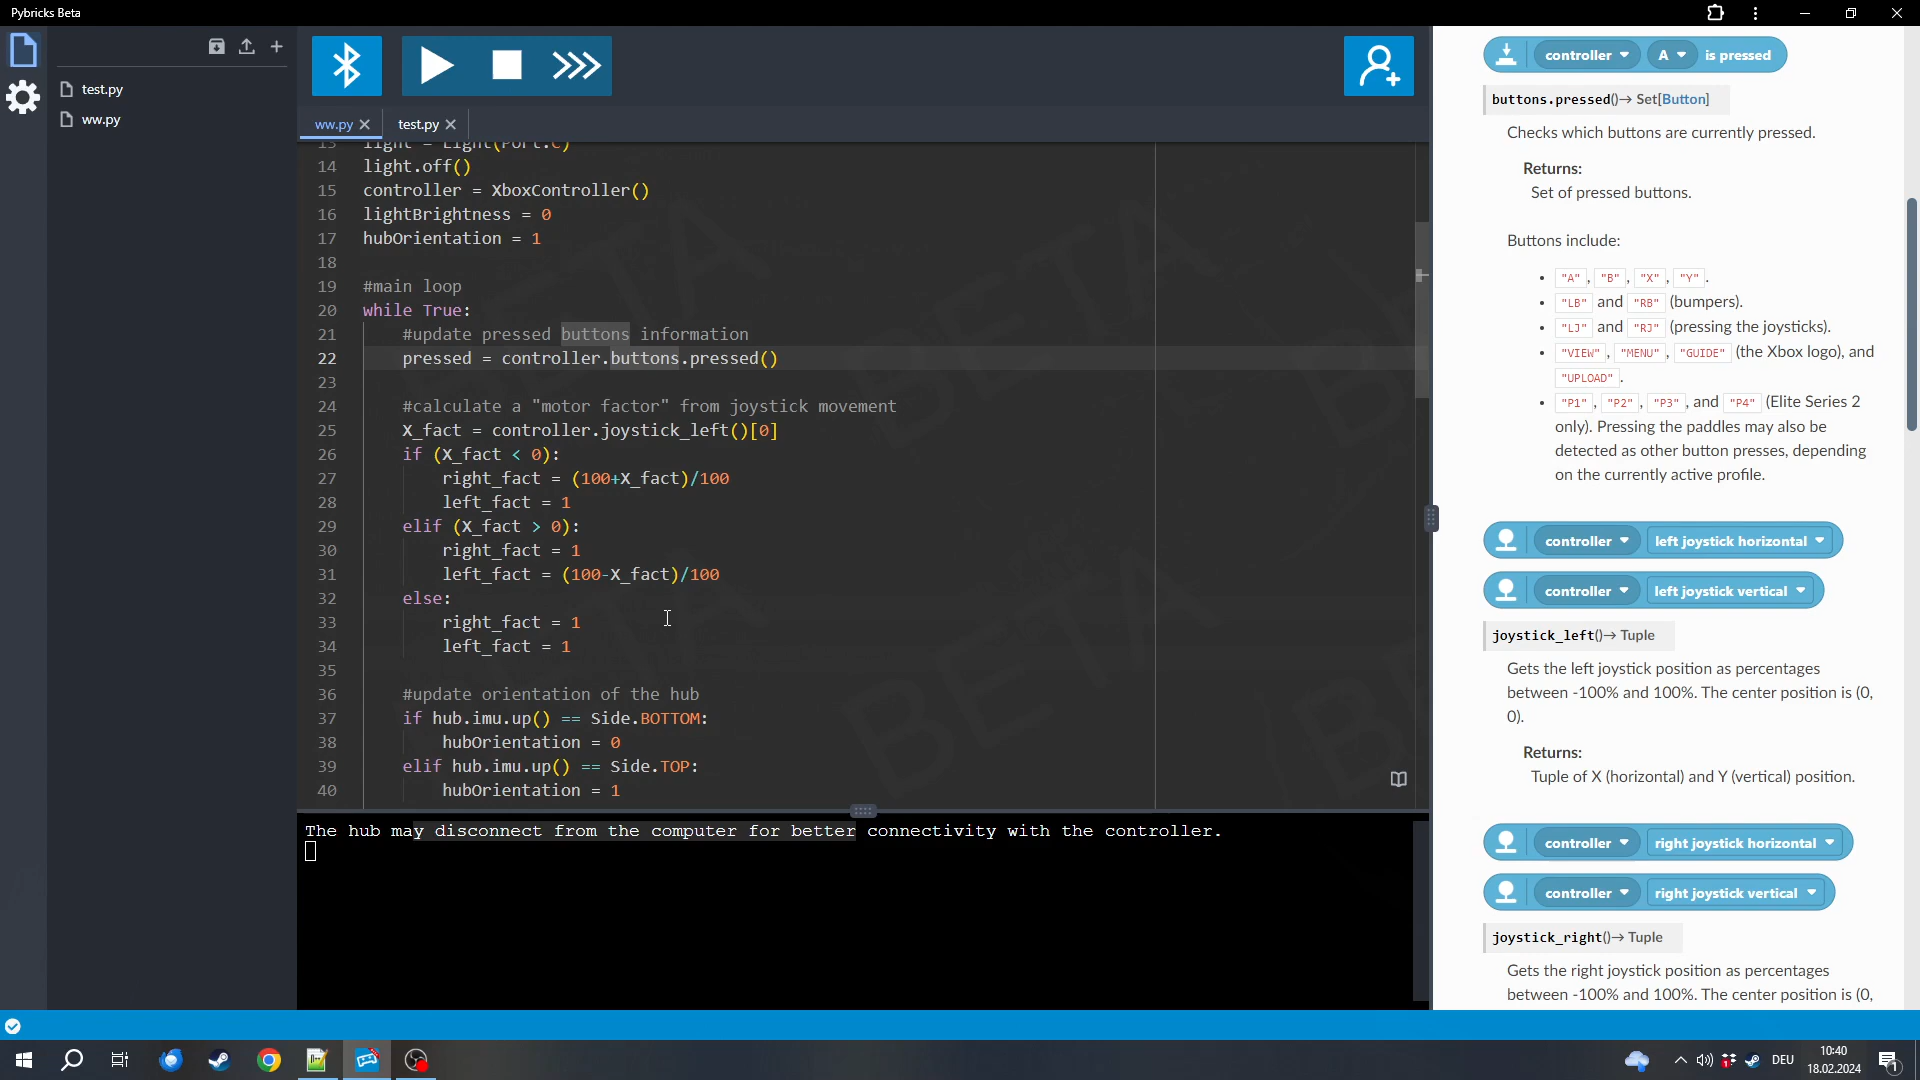 Pybricks Beta
test.py
ww.py
ww.py
test.py
13 light = Light(Port.C)
14 light.off()
15 controller = XboxController()
16 lightBrightness = 0
17 hubOrientation = 1
18
19 #main loop
20 while True:
21 #update pressed buttons information
22 pressed = controller.buttons.pressed()
23
24 #calculate a "motor factor" from joystick movement
25 X_fact = controller.joystick_left()[0]
26 if (X_fact < 0):
27 right_fact = (100+X_fact)/100
28 left_fact = 1
29 elif (X_fact > 0):
30 right_fact = 1
31 left_fact = (100-X_fact)/100
32 else:
33 right_fact = 1
34 left_fact = 1
35
36 #update orientation of the hub
37 if hub.imu.up() == Side.BOTTOM:
38 hubOrientation = 0
39 elif hub.imu.up() == Side.TOP:
40 hubOrientation = 1
BETA
The hub may disconnect from the computer for better connectivity with the controller.
controller A is pressed
buttons.pressed()→ Set[Button]
Checks which buttons are currently pressed.
Returns:
Set of pressed buttons.
Buttons include:
• "A", "B", "X", "Y".
• "LB" and "RB" (bumpers).
• "LJ" and "RJ" (pressing the joysticks).
• "VIEW", "MENU", "GUIDE" (the Xbox logo), and
"UPLOAD".
• "P1", "P2", "P3", and "P4" (Elite Series 2
only). Pressing the paddles may also be
detected as other button presses, depending
on the currently active profile.
controller left joystick horizontal
controller left joystick vertical
joystick_left()→ Tuple
Gets the left joystick position as percentages
between -100% and 100%. The center position is (0,
0).
Returns:
Tuple of X (horizontal) and Y (vertical) position.
controller right joystick horizontal
controller right joystick vertical
joystick_right()→ Tuple
Gets the right joystick position as percentages
between -100% and 100%. The center position is (0,
DEU
10:40
18.02.2024
1